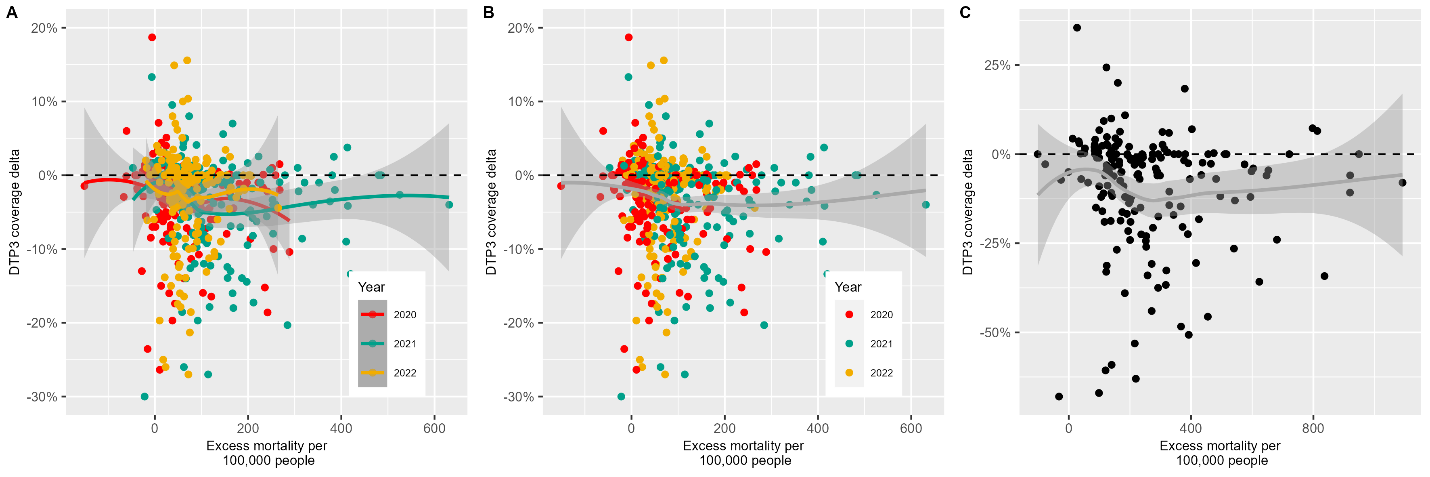 A
20%
10%
0%
-10%
-20%
-30%
DTP3 coverage delta
0
200
400
600
Excess mortality per
100,000 people
Year
2020
2021
2022
B
20%
10%
0%
-10%
-20%
-30%
DTP3 coverage delta
0
200
400
600
Excess mortality per
100,000 people
Year
2020
2021
2022
C
25%
0%
-25%
-50%
DTP3 coverage delta
0
400
800
Excess mortality per
100,000 people